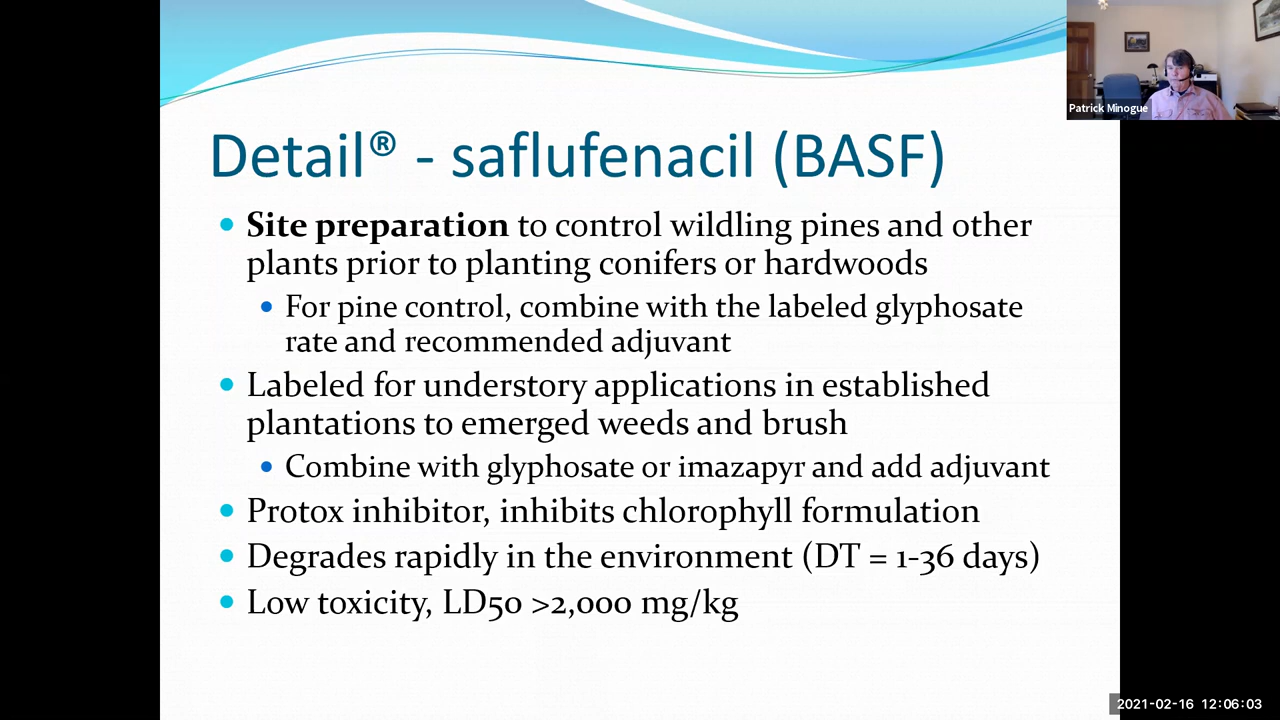 Detail® - saflufenacil (BASF)
Site preparation to control wildling pines and other
plants prior to planting conifers or hardwoods
For pine control, combine with the labeled glyphosate
rate and recommended adjuvant
Labeled for understory applications in established
plantations to emerged weeds and brush
Combine with glyphosate or imazapyr and add adjuvant
Protox inhibitor, inhibits chlorophyll formulation
Degrades rapidly in the environment (DT = 1-36 days)
Low toxicity, LD50 >2,000 mg/kg
Patrick Minogue
2021-02-16 12:06:03